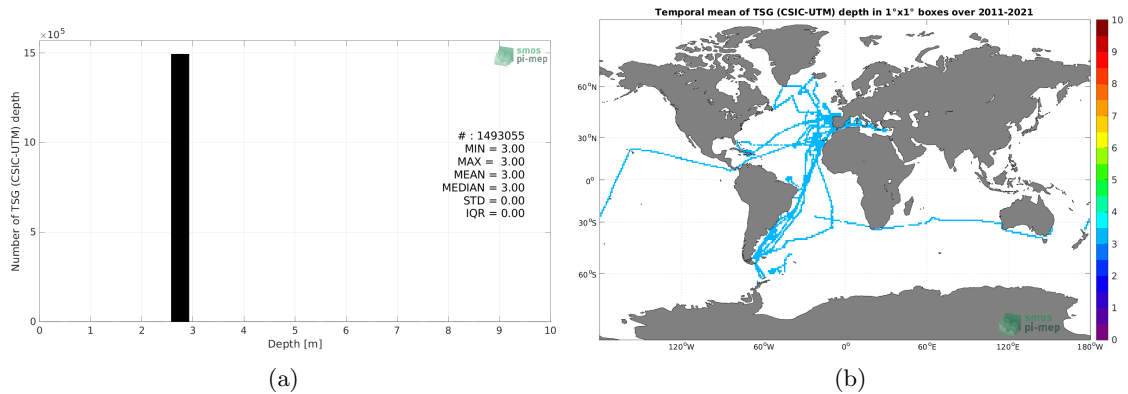 ×10⁵
15
10
5
0
Number of TSG (CSIC-UTM) depth
smos
pi-mep
# : 1493055
MIN = 3.00
MAX = 3.00
MEAN = 3.00
MEDIAN = 3.00
STD = 0.00
IQR = 0.00
0 1 2 3 4 5 6 7 8 9 10
Depth [m]
(a)
Temporal mean of TSG (CSIC-UTM) depth in 1°x1° boxes over 2011-2021
60°N
30°N
0°
30°S
60°S
120°W 60°W 0° 60°E 120°E 180°W
smos
pi-mep
10
9
8
7
6
5
4
3
2
1
0
(b)